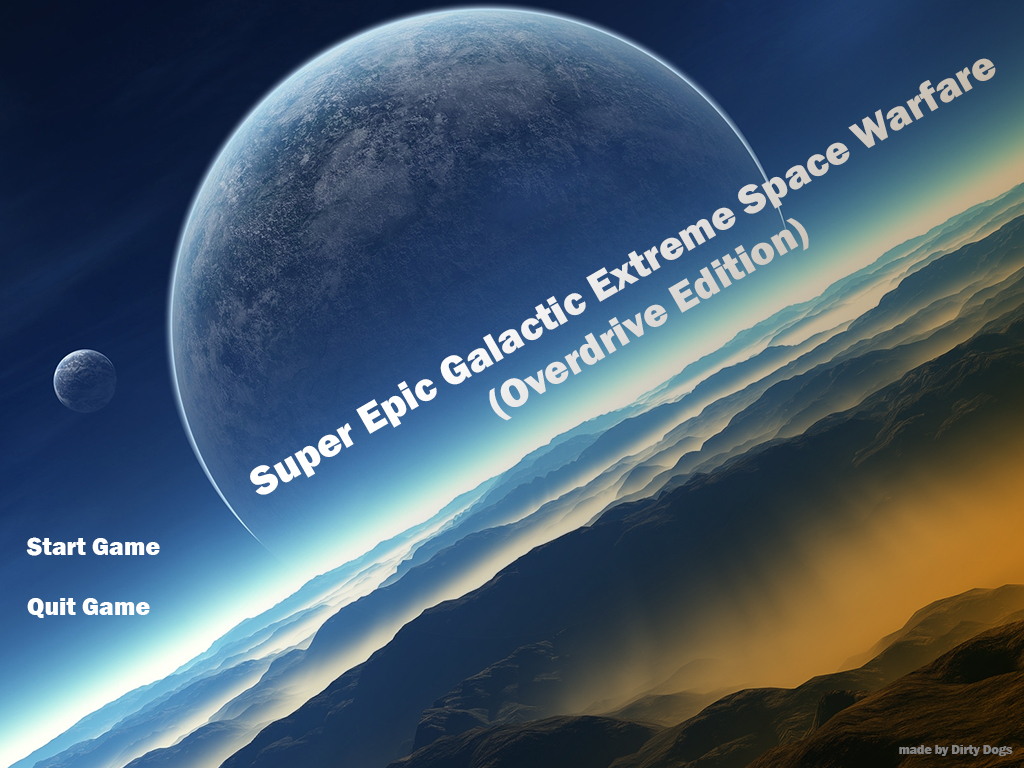 Super Epic Galactic Extreme Space Warfare
(Overdrive Edition)
Start Game
Quit Game
made by Dirty Dogs